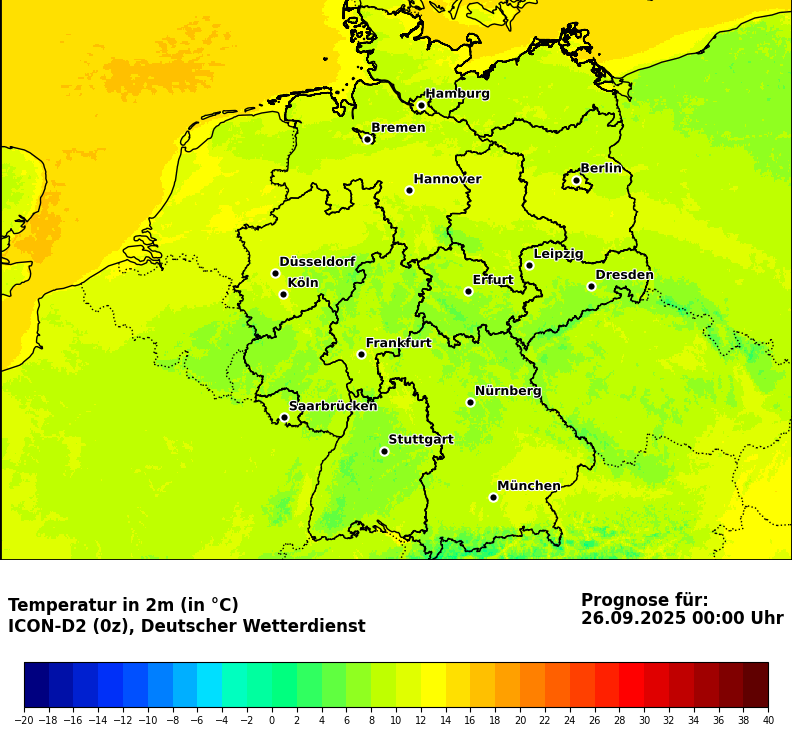 Hamburg
Bremen
Berlin
Hannover
Leipzig
Düsseldorf
Dresden
Köln
Erfurt
Frankfurt
Nürnberg
Saarbrücken
Stuttgart
München
Temperatur in 2m (in °C)
ICON-D2 (0z), Deutscher Wetterdienst
Prognose für:
26.09.2025 00:00 Uhr
−20 −18 −16 −14 −12 −10 −8 −6 −4 −2 0 2 4 6 8 10 12 14 16 18 20 22 24 26 28 30 32 34 36 38 40